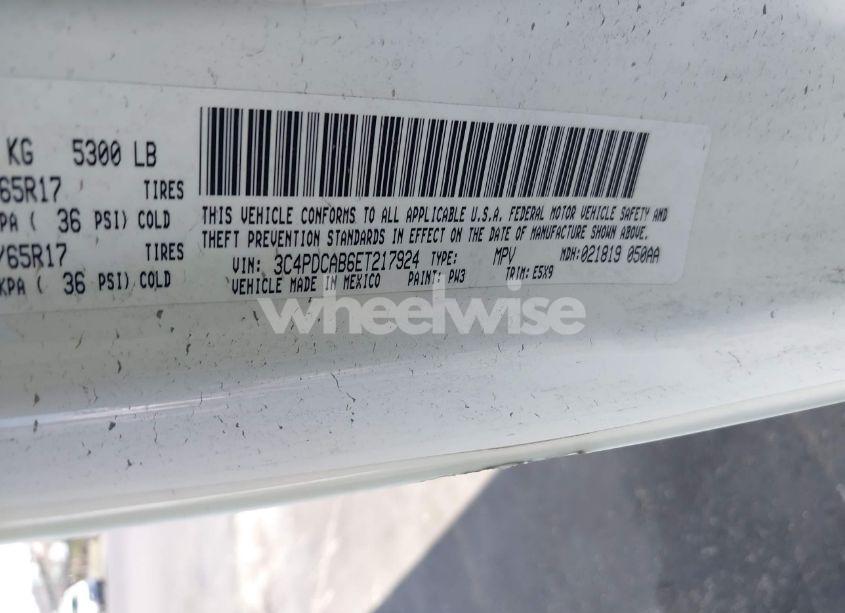 KG 5300 LB
65R17 TIRES
KPA ( 36 PSI) COLD
/65R17 TIRES
KPA ( 36 PSI) COLD
THIS VEHICLE CONFORMS TO ALL APPLICABLE U.S.A. FEDERAL MOTOR VEHICLE SAFETY AND
THEFT PREVENTION STANDARDS IN EFFECT ON THE DATE OF MANUFACTURE SHOWN ABOVE.
VIN: 3C4PDCAB6ET217924 TYPE: MPV MDH: 021819 050AA
VEHICLE MADE IN MEXICO PAINT: PW3 TRIM: E5X9
wheelwise